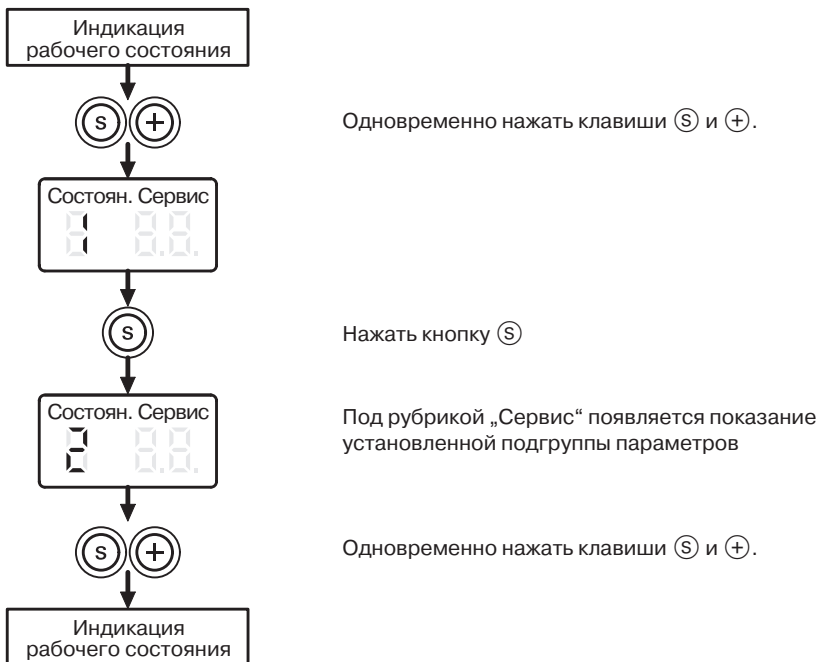 Индикация
рабочего состояния
S +
Одновременно нажать клавиши Ⓢ и ⊕.
Состоян. Сервис
1 8.8.
S
Нажать кнопку Ⓢ
Состоян. Сервис
2 8.8.
Под рубрикой „Сервис“ появляется показание
установленной подгруппы параметров
S +
Одновременно нажать клавиши Ⓢ и ⊕.
Индикация
рабочего состояния